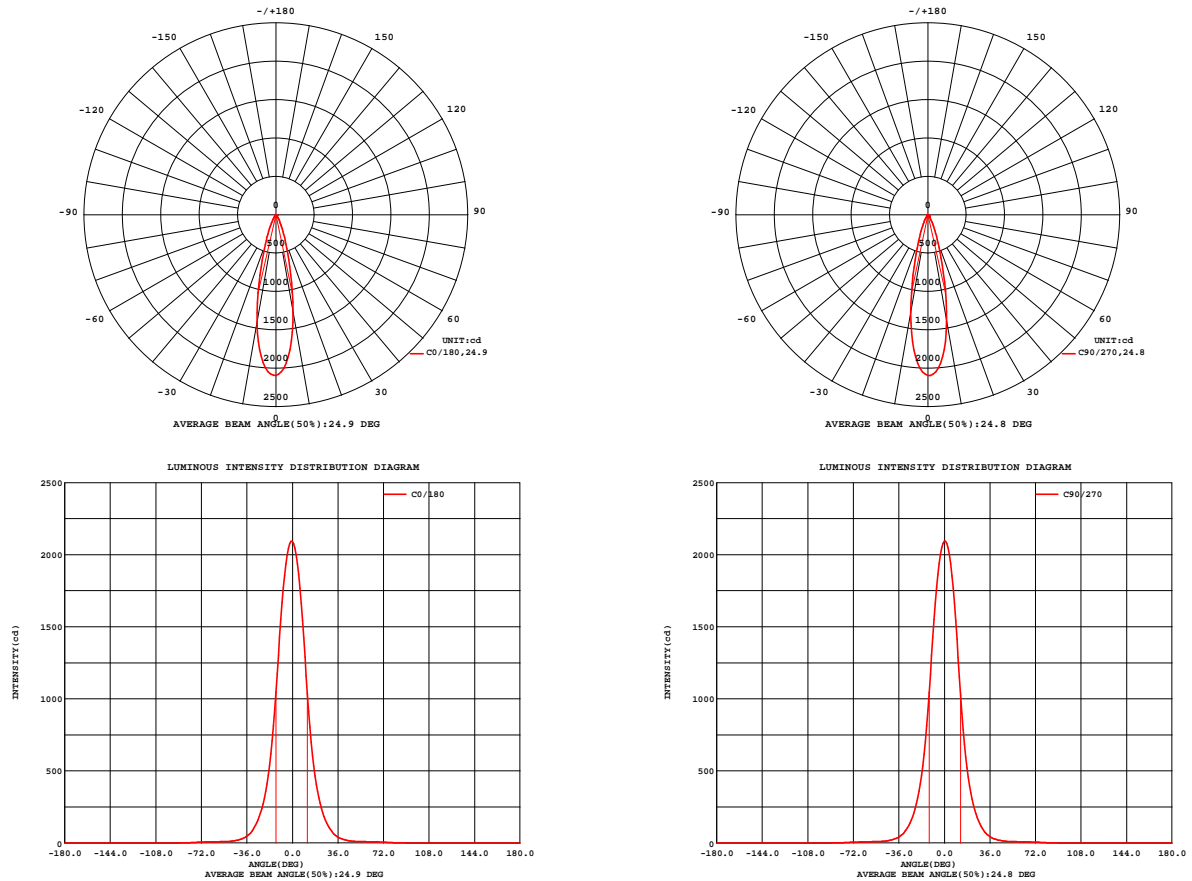 -/+180
-150 150
-120 120
-90 90
-60 60
-30 30
0
500
1000
1500
2000
2500
0
UNIT:cd
C0/180,24.9
AVERAGE BEAM ANGLE(50%):24.9 DEG
-/+180
-150 150
-120 120
-90 90
-60 60
-30 30
0
500
1000
1500
2000
2500
0
UNIT:cd
C90/270,24.8
AVERAGE BEAM ANGLE(50%):24.8 DEG
LUMINOUS INTENSITY DISTRIBUTION DIAGRAM
C0/180
INTENSITY(cd)
2500
2000
1500
1000
500
0
-180.0 -144.0 -108.0 -72.0 -36.0 0.0 36.0 72.0 108.0 144.0 180.0
ANGLE(DEG)
AVERAGE BEAM ANGLE(50%):24.9 DEG
LUMINOUS INTENSITY DISTRIBUTION DIAGRAM
C90/270
INTENSITY(cd)
2500
2000
1500
1000
500
0
-180.0 -144.0 -108.0 -72.0 -36.0 0.0 36.0 72.0 108.0 144.0 180.0
ANGLE(DEG)
AVERAGE BEAM ANGLE(50%):24.8 DEG